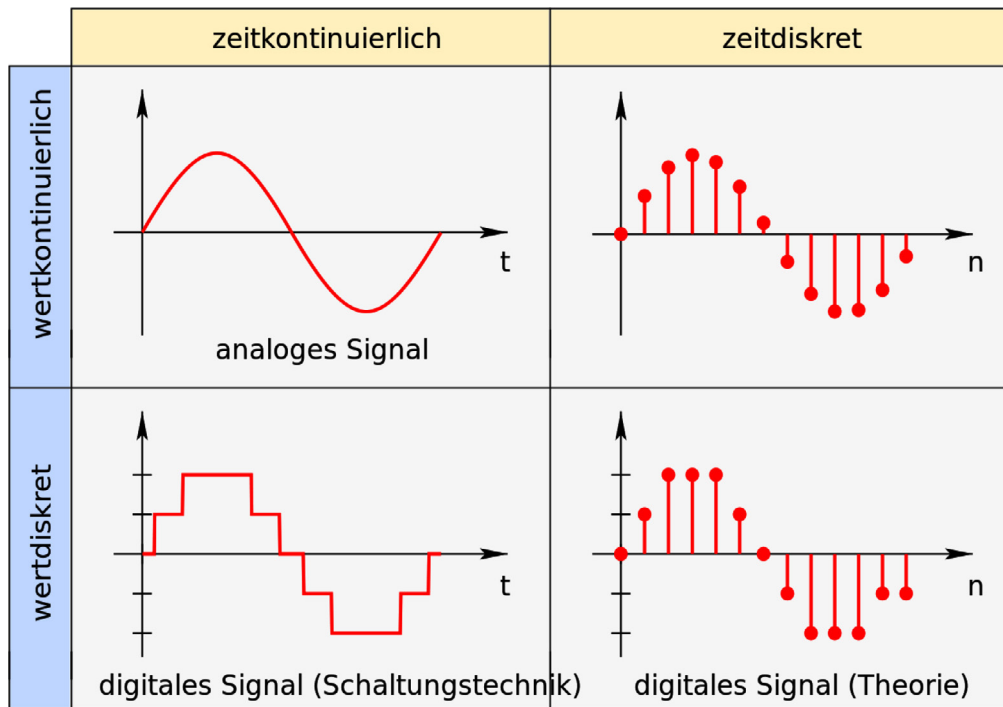 zeitkontinuierlich
zeitdiskret
wertkontinuierlich
t
analoges Signal
n
wertdiskret
t
digitales Signal (Schaltungstechnik)
n
digitales Signal (Theorie)